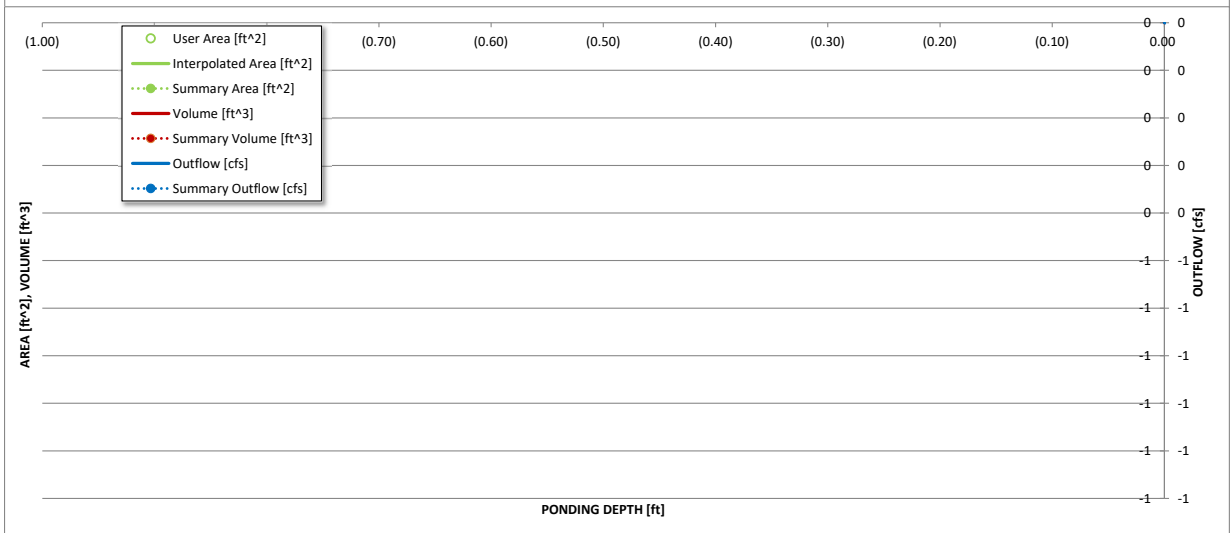 (1.00) (0.70) (0.60) (0.50) (0.40) (0.30) (0.20) (0.10) 0.00
User Area [ft^2]
Interpolated Area [ft^2]
Summary Area [ft^2]
Volume [ft^3]
Summary Volume [ft^3]
Outflow [cfs]
Summary Outflow [cfs]
AREA [ft^2], VOLUME [ft^3]
0 0
0 0
0 0
0 0
0 0
-1 -1
-1 -1
-1 -1
-1 -1
-1 -1
-1 -1
OUTFLOW [cfs]
PONDING DEPTH [ft]